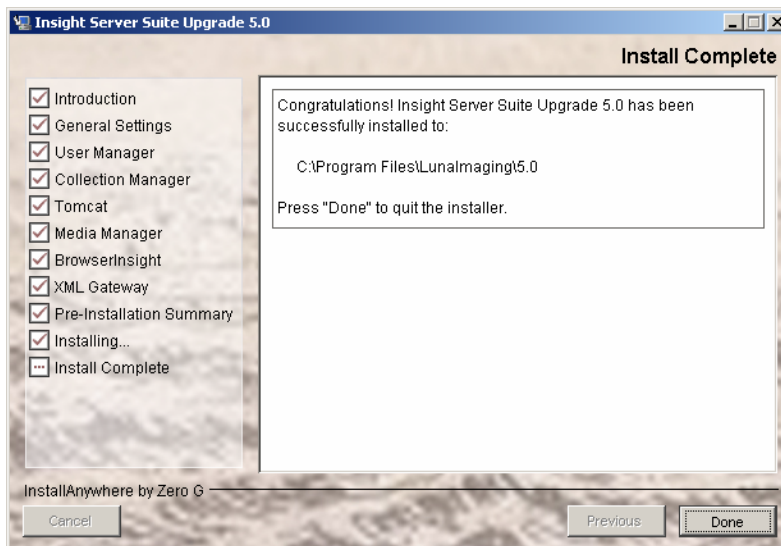 Insight Server Suite Upgrade 5.0
Install Complete
Introduction
General Settings
User Manager
Collection Manager
Tomcat
Media Manager
BrowserInsight
XML Gateway
Pre-Installation Summary
Installing...
Install Complete
Congratulations! Insight Server Suite Upgrade 5.0 has been
successfully installed to:
C:\Program Files\LunaImaging\5.0
Press "Done" to quit the installer.
InstallAnywhere by Zero G
Cancel
Previous
Done